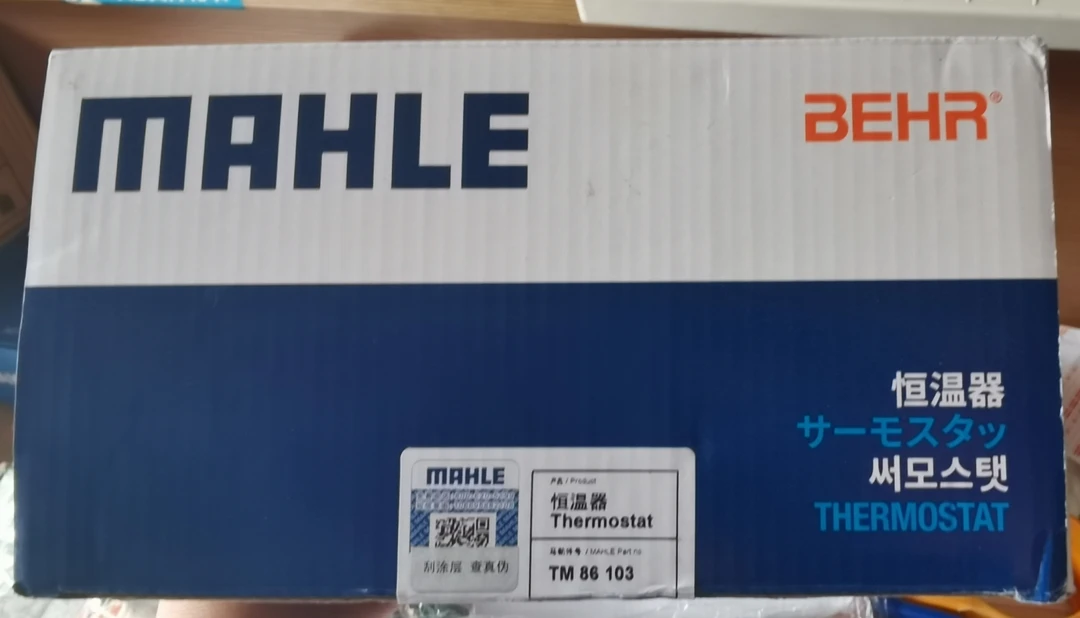 MAHLE
BEHR®
恒温器
サーモスタッ
써모스탯
THERMOSTAT
MAHLE
刮涂层 查真伪
产品 / Product
恒温器
Thermostat
马勒件号 / MAHLE Part no
TM 86 103